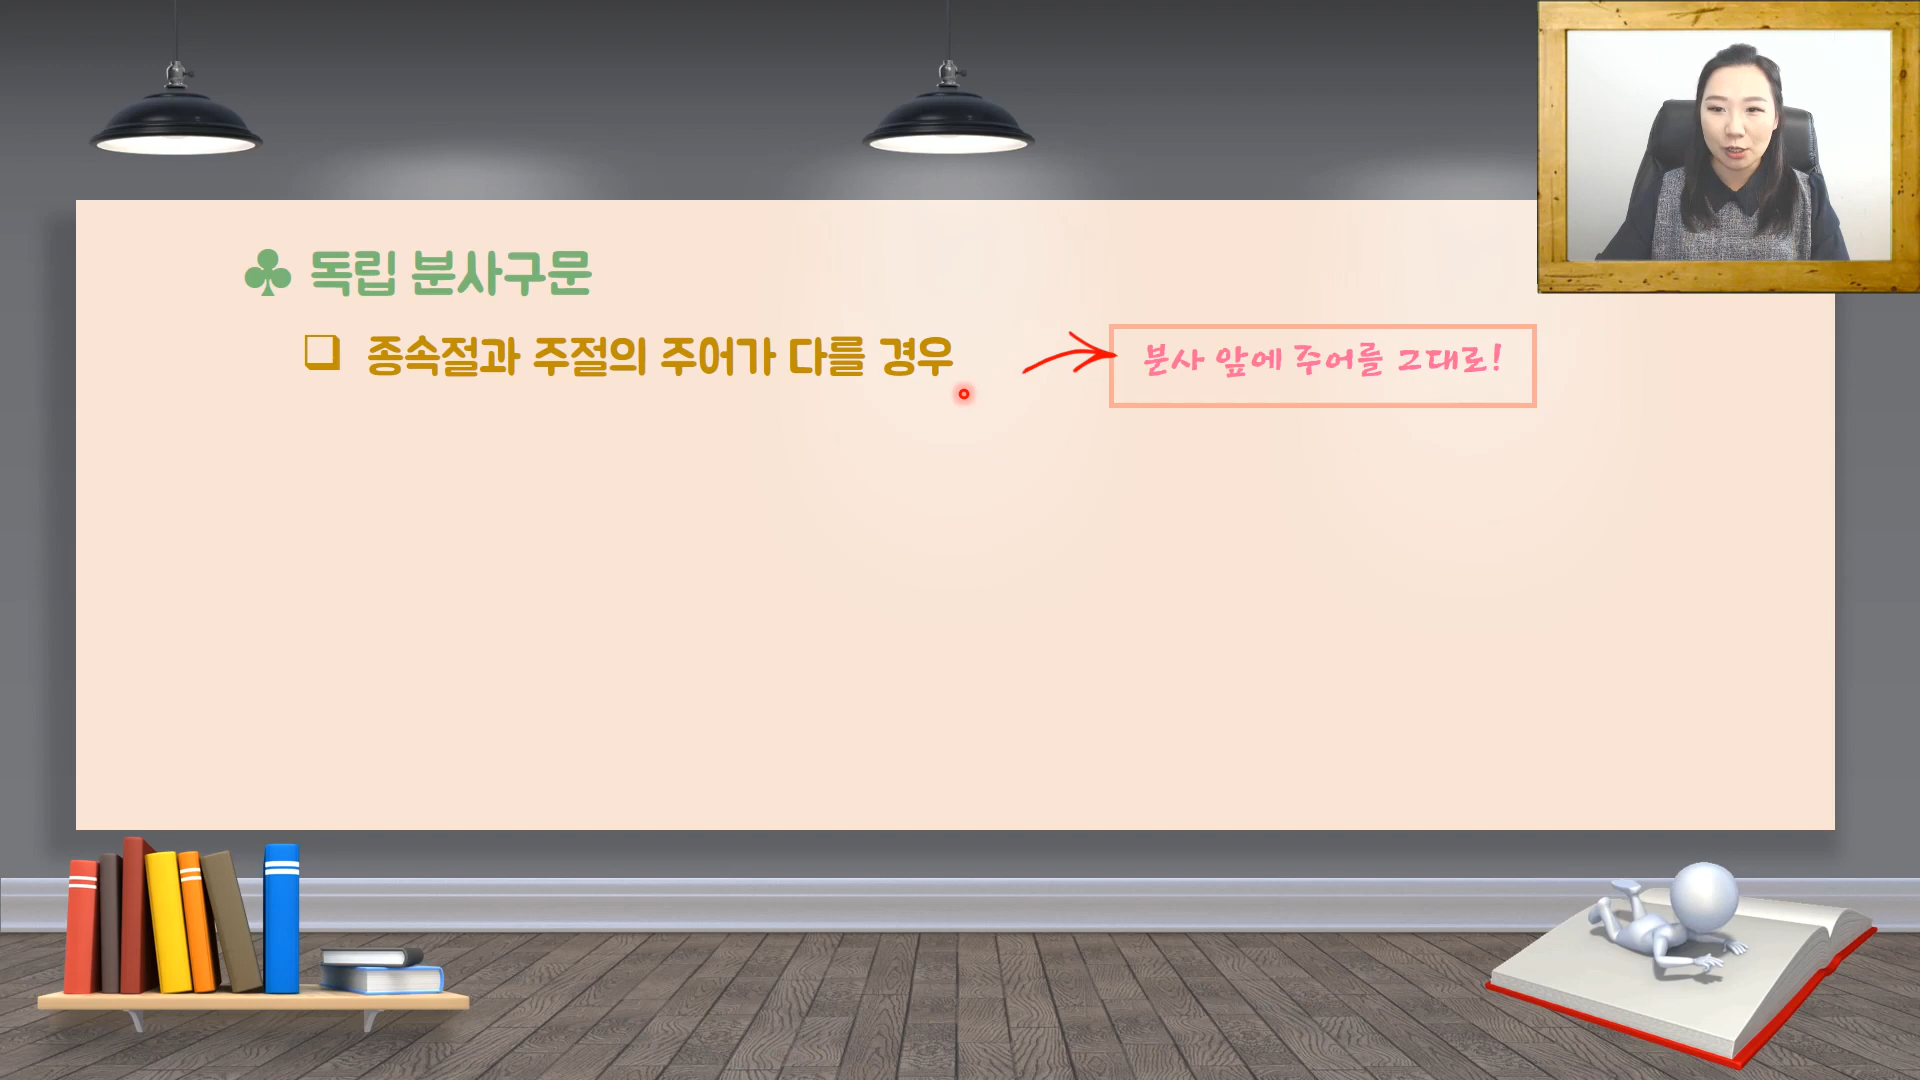 ♣ 독립 분사구문
❑ 종속절과 주절의 주어가 다를 경우
분사 앞에 주어를 그대로!